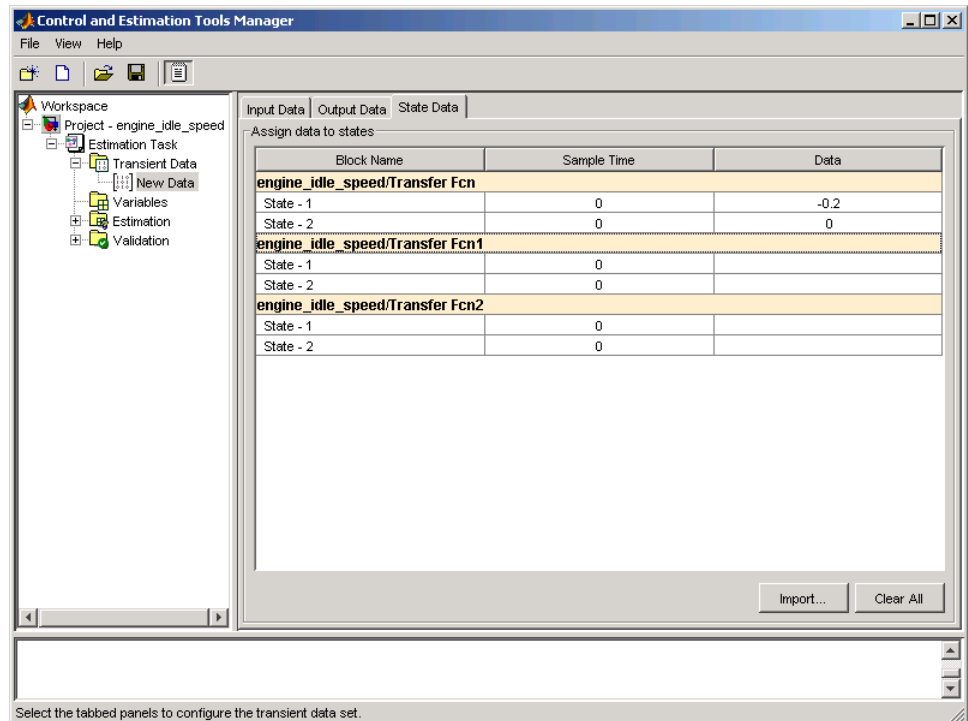 Control and Estimation Tools Manager
File View Help
Workspace
Project - engine_idle_speed
Estimation Task
Transient Data
New Data
Variables
Estimation
Validation
Input Data Output Data State Data
Assign data to states
Block Name Sample Time Data
engine_idle_speed/Transfer Fcn
State - 1 0 -0.2
State - 2 0 0
engine_idle_speed/Transfer Fcn1
State - 1 0
State - 2 0
engine_idle_speed/Transfer Fcn2
State - 1 0
State - 2 0
Import... Clear All
Select the tabbed panels to configure the transient data set.